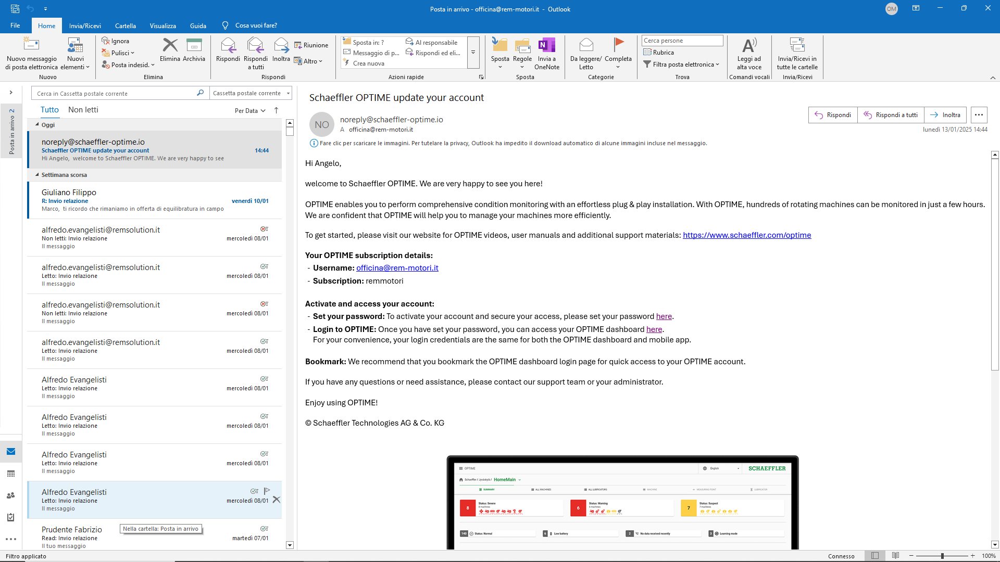 Posta in arrivo - officina@rem-motori.it - Outlook
OM
File
Home
Invia/Ricevi
Cartella
Visualizza
Guida
Cosa vuoi fare?
Nuovo messaggio
di posta elettronica
Nuovi
elementi
Nuovo
Ignora
Pulisci
Posta indesid.
Elimina
Archivia
Elimina
Rispondi
Rispondi
a tutti
Inoltra
Riunione
Altro
Rispondi
Sposta in: ?
Al responsabile
Messaggio di p...
Rispondi ed eli...
Crea nuova
Azioni rapide
Sposta
Regole
Invia a
OneNote
Sposta
Da leggere/
Letto
Completa
Categorie
Cerca persone
Rubrica
Filtra posta elettronica
Trova
Leggi ad
alta voce
Comandi vocali
Invia/Ricevi in
tutte le cartelle
Invia/Ricevi
Posta in arrivo 2
Cerca in Cassetta postale corrente
Cassetta postale corrente
Tutto
Non letti
Per Data
Oggi
noreply@schaeffler-optime.io
Schaeffler OPTIME update your account
14:44
Hi Angelo, welcome to Schaeffler OPTIME. We are very happy to see
Settimana scorsa
Giuliano Filippo
R: Invio relazione
venerdì 10/01
Marco, ti ricordo che rimaniamo in offerta di equilibratura in campo
alfredo.evangelisti@remsolution.it
Non letti: Invio relazione
mercoledì 08/01
Il messaggio
alfredo.evangelisti@remsolution.it
Letto: Invio relazione
mercoledì 08/01
Il messaggio
alfredo.evangelisti@remsolution.it
Non letti: Invio relazione
mercoledì 08/01
Il messaggio
alfredo.evangelisti@remsolution.it
Letto: Invio relazione
mercoledì 08/01
Il messaggio
Alfredo Evangelisti
Letto: Invio relazione
mercoledì 08/01
Il messaggio
Alfredo Evangelisti
Letto: Invio relazione
mercoledì 08/01
Il messaggio
Alfredo Evangelisti
Letto: Invio relazione
mercoledì 08/01
Il messaggio
Alfredo Evangelisti
Letto: Invio relazione
mercoledì 08/01
Il messaggio
Prudente Fabrizio
Nella cartella: Posta in arrivo
Read: Invio relazione
martedì 07/01
Il tuo messaggio
Schaeffler OPTIME update your account
NO
noreply@schaeffler-optime.io
A officina@rem-motori.it
Rispondi
Rispondi a tutti
Inoltra
lunedì 13/01/2025 14:44
Fare clic per scaricare le immagini. Per tutelare la privacy, Outlook ha impedito il download automatico di alcune immagini incluse nel messaggio.
Hi Angelo,
welcome to Schaeffler OPTIME. We are very happy to see you here!
OPTIME enables you to perform comprehensive condition monitoring with an effortless plug & play installation. With OPTIME, hundreds of rotating machines can be monitored in just a few hours.
We are confident that OPTIME will help you to manage your machines more efficiently.
To get started, please visit our website for OPTIME videos, user manuals and additional support materials: https://www.schaeffler.com/optime
Your OPTIME subscription details:
- Username: officina@rem-motori.it
- Subscription: remmotori
Activate and access your account:
- Set your password: To activate your account and secure your access, please set your password here.
- Login to OPTIME: Once you have set your password, you can access your OPTIME dashboard here.
For your convenience, your login credentials are the same for both the OPTIME dashboard and mobile app.
Bookmark: We recommend that you bookmark the OPTIME dashboard login page for quick access to your OPTIME account.
If you have any questions or need assistance, please contact our support team or your administrator.
Enjoy using OPTIME!
© Schaeffler Technologies AG & Co. KG
OPTIME
English
SCHAEFFLER
Schaeffler / Jyväskylä / HomeMain
SUMMARY
ALL MACHINES
ALL LUBRICATORS
MACHINE
MEASURING POINT
LUBRICATOR
8
Status: Severe
8 machines
6
Status: Warning
6 machines
7
Status: Suspect
7 machines
140 Status: Normal
6 Low battery
2 No data received recently
3 Learning mode
Filtro applicato
Connesso
100%